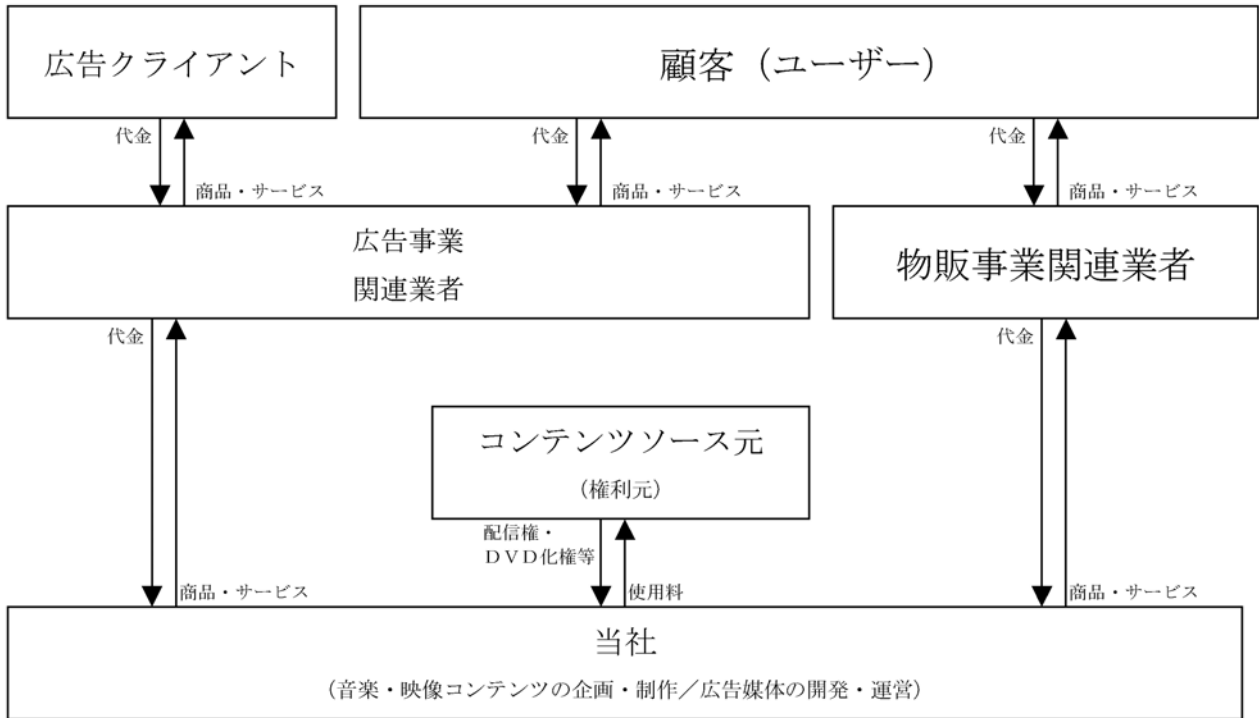 広告クライアント
顧客（ユーザー）
代金
商品・サービス
代金
商品・サービス
代金
商品・サービス
広告事業
関連業者
物販事業関連業者
代金
代金
コンテンツソース元
（権利元）
配信権・
ＤＶＤ化権等
使用料
商品・サービス
商品・サービス
当社
（音楽・映像コンテンツの企画・制作／広告媒体の開発・運営）